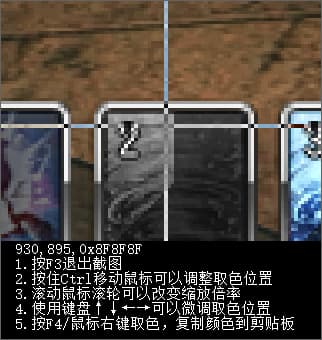 2
930,895,0x8F8F8F
1.按F3退出截图
2.按住Ctrl移动鼠标可以调整取色位置
3.滚动鼠标滚轮可以改变缩放倍率
4.使用键盘↑↓←→可以微调取色位置
5.按F4/鼠标右键取色，复制颜色到剪贴板